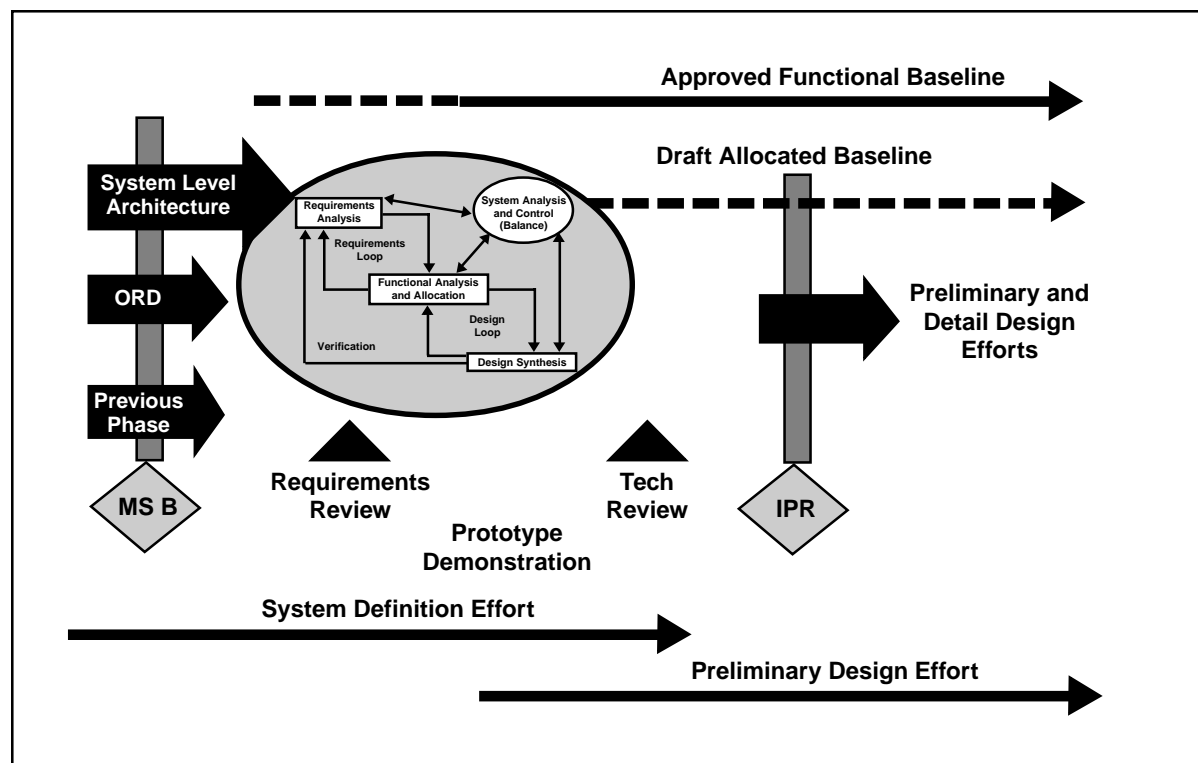 Approved Functional Baseline
Draft Allocated Baseline
System Level
Architecture
Requirements
Analysis
System Analysis
and Control
(Balance)
Requirements
Loop
ORD
Functional Analysis
and Allocation
Preliminary and
Detail Design
Efforts
Design
Loop
Verification
Design Synthesis
Previous
Phase
Requirements
Review
Tech
Review
MS B
IPR
Prototype
Demonstration
System Definition Effort
Preliminary Design Effort